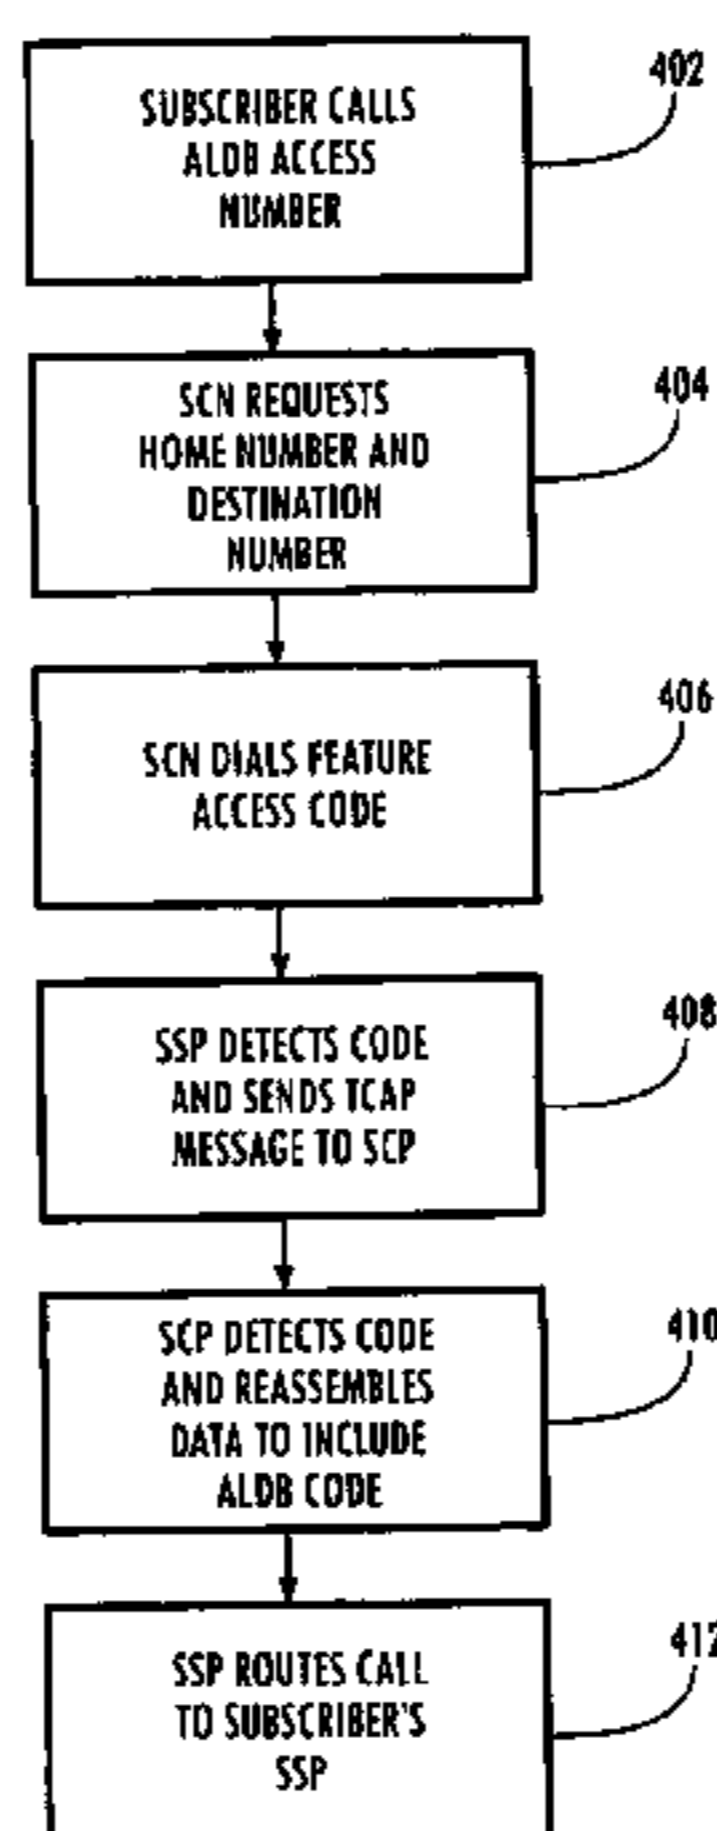 SUBSCRIBER CALLS
ALDB ACCESS
NUMBER
402
SCN REQUESTS
HOME NUMBER AND
DESTINATION
NUMBER
404
SCN DIALS FEATURE
ACCESS CODE
406
SSP DETECTS CODE
AND SENDS TCAP
MESSAGE TO SCP
408
SCP DETECTS CODE
AND REASSEMBLES
DATA TO INCLUDE
ALDB CODE
410
SSP ROUTES CALL
TO SUBSCRIBER'S
SSP
412